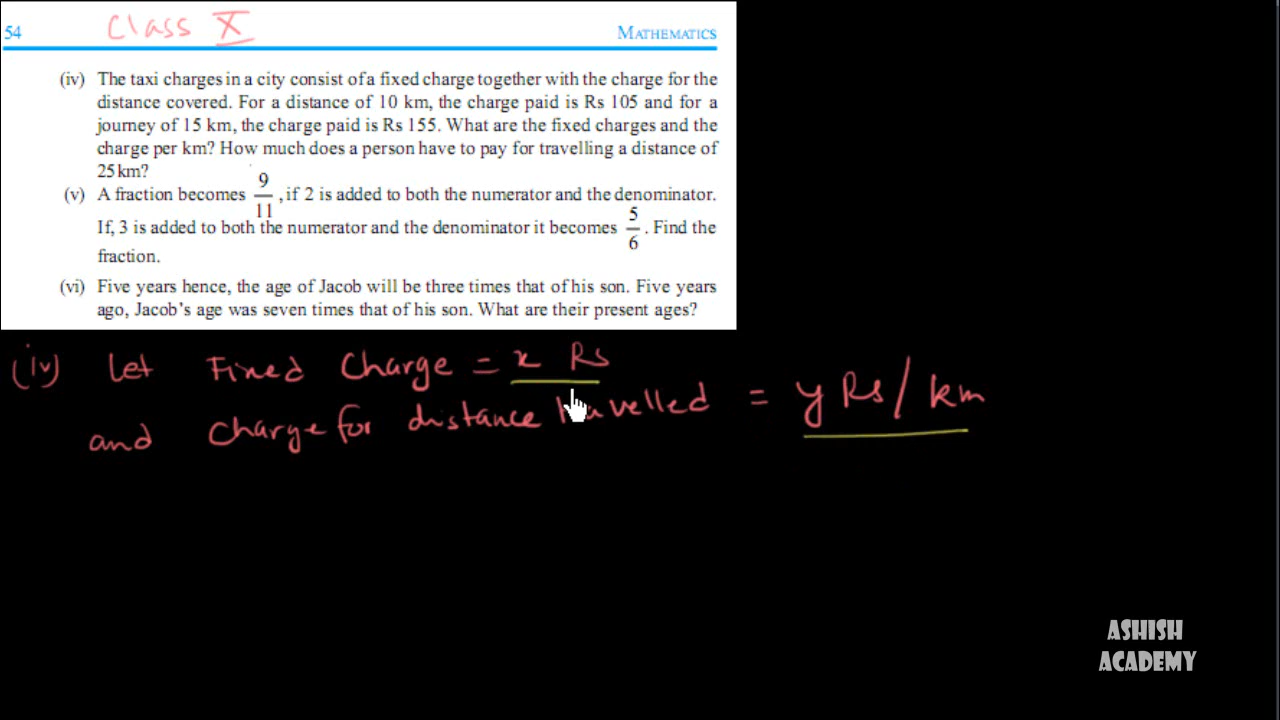 54 Class X MATHEMATICS
(iv) The taxi charges in a city consist of a fixed charge together with the charge for the
distance covered. For a distance of 10 km, the charge paid is Rs 105 and for a
journey of 15 km, the charge paid is Rs 155. What are the fixed charges and the
charge per km? How much does a person have to pay for travelling a distance of
25 km?
(v) A fraction becomes 9/11, if 2 is added to both the numerator and the denominator.
If, 3 is added to both the numerator and the denominator it becomes 5/6. Find the
fraction.
(vi) Five years hence, the age of Jacob will be three times that of his son. Five years
ago, Jacob's age was seven times that of his son. What are their present ages?
(iv) Let Fixed Charge = x Rs
and Charge for distance travelled = y Rs/km
ASHISH
ACADEMY